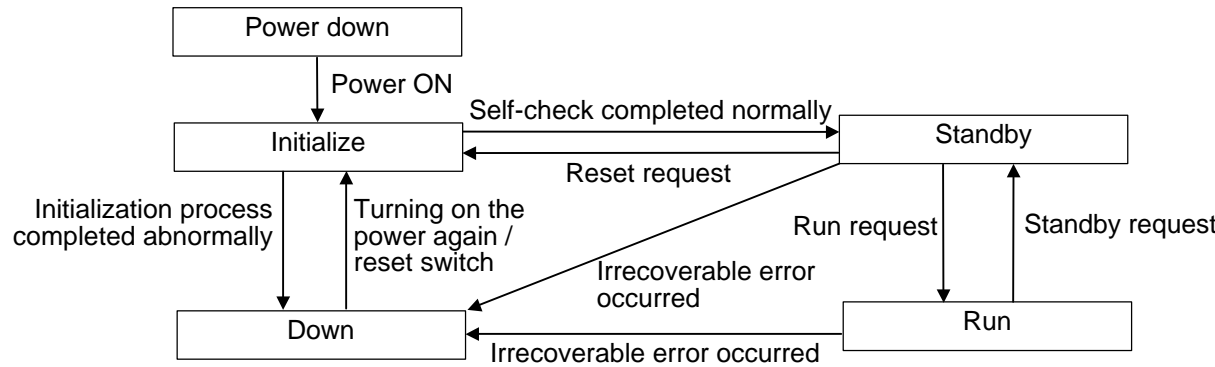 Power down
Power ON
Self-check completed normally
Initialize
Standby
Reset request
Initialization process
completed abnormally
Turning on the
power again /
reset switch
Run request
Standby request
Irrecoverable error
occurred
Down
Run
Irrecoverable error occurred